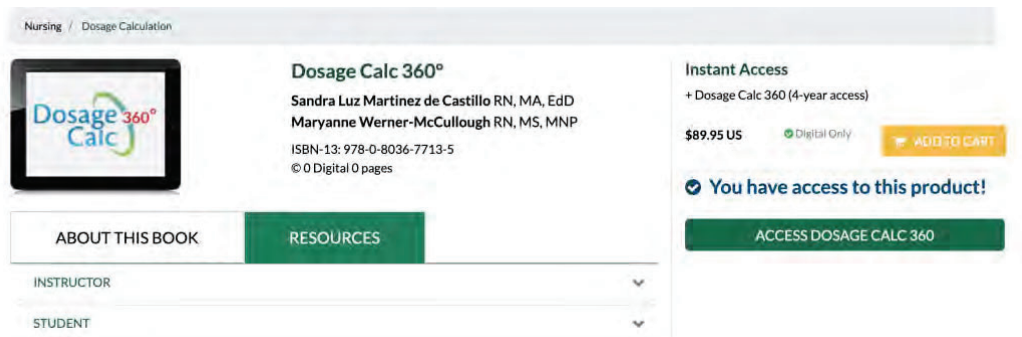 Nursing / Dosage Calculation
Dosage 360°
Calc
Dosage Calc 360°
Sandra Luz Martinez de Castillo RN, MA, EdD
Maryanne Werner-McCullough RN, MS, MNP
ISBN-13: 978-0-8036-7713-5
© 0 Digital 0 pages
ABOUT THIS BOOK
RESOURCES
INSTRUCTOR
STUDENT
Instant Access
+ Dosage Calc 360 (4-year access)
$89.95 US
Digital Only
ADD TO CART
You have access to this product!
ACCESS DOSAGE CALC 360